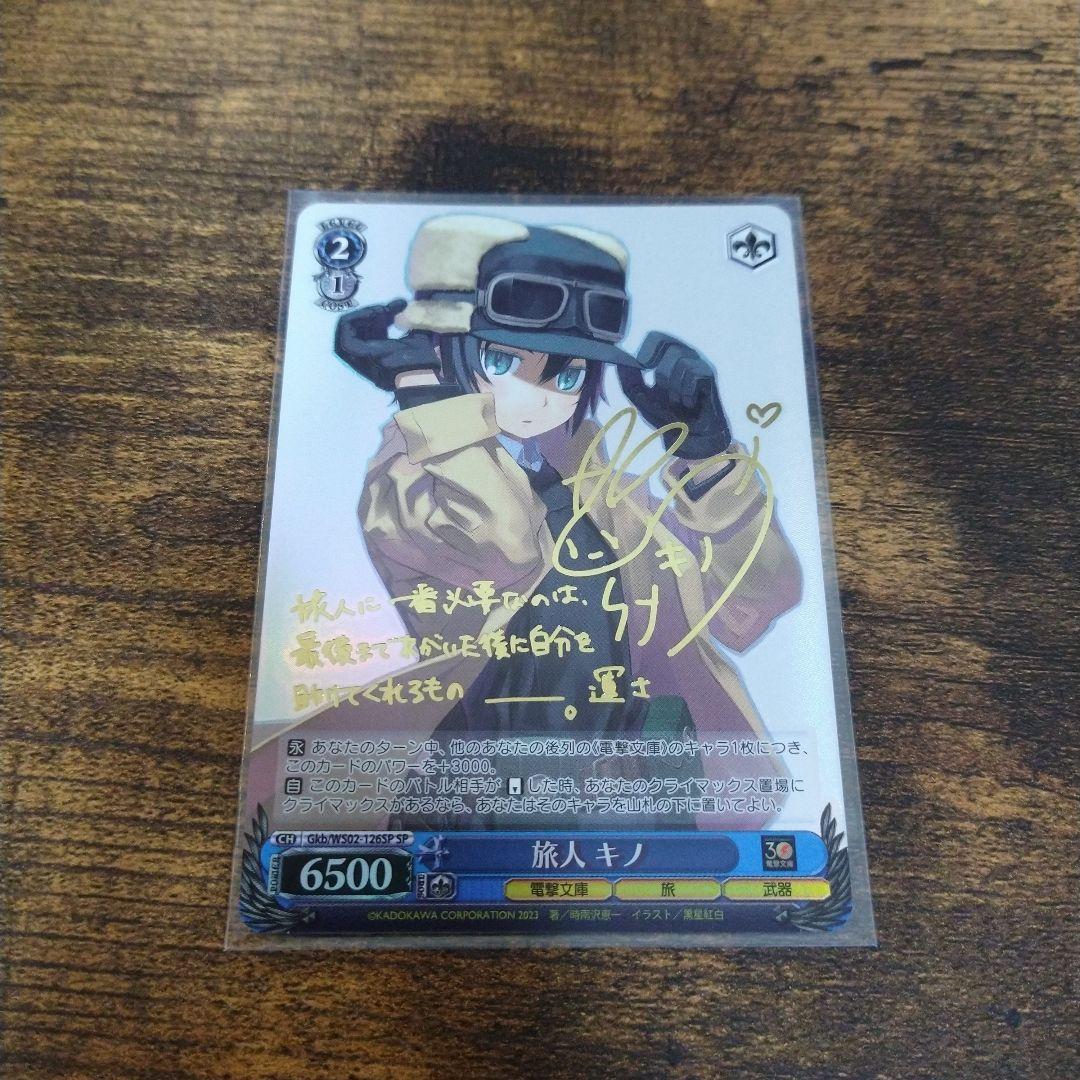 LEVEL
2
1
COST
キノ
旅人に一番必要なのは、
最後まであがいた後に自分を
助けてくれるもの ――。運さ
永 あなたのターン中、他のあなたの後列の《電撃文庫》のキャラ1枚につき、
このカードのパワーを+3000。
自 このカードのバトル相手が した時、あなたのクライマックス置場に
クライマックスがあるなら、あなたはそのキャラを山札の下に置いてよい。
CH Gkb/WS02-126SP SP
旅人 キノ
30 電撃文庫
POWER 6500 SOUL
電撃文庫 旅 武器
©KADOKAWA CORPORATION 2023 著/時雨沢恵一 イラスト/黒星紅白